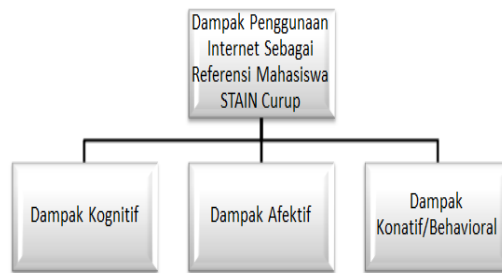 Dampak Penggunaan
Internet Sebagai
Referensi Mahasiswa
STAIN Curup
Dampak Kognitif
Dampak Afektif
Dampak
Konatif/Behavioral